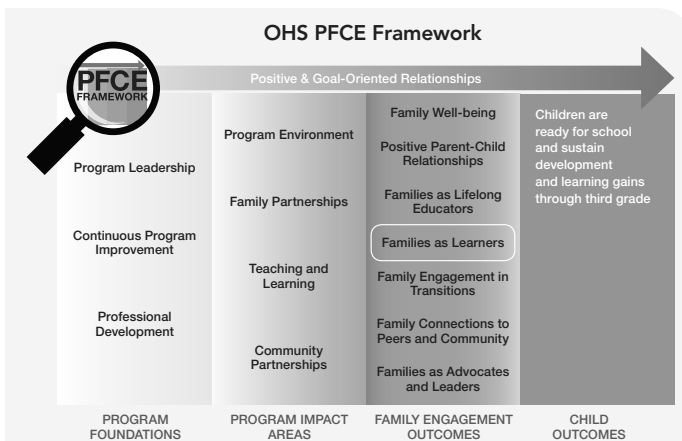 OHS PFCE Framework
PFCE
FRAMEWORK
Positive & Goal-Oriented Relationships
Program Leadership
Continuous Program
Improvement
Professional
Development
Program Environment
Family Partnerships
Teaching and
Learning
Community
Partnerships
Family Well-being
Positive Parent-Child
Relationships
Families as Lifelong
Educators
Families as Learners
Family Engagement in
Transitions
Family Connections to
Peers and Community
Families as Advocates
and Leaders
Children are
ready for school
and sustain
development
and learning gains
through third grade
PROGRAM
FOUNDATIONS
PROGRAM IMPACT
AREAS
FAMILY ENGAGEMENT
OUTCOMES
CHILD
OUTCOMES